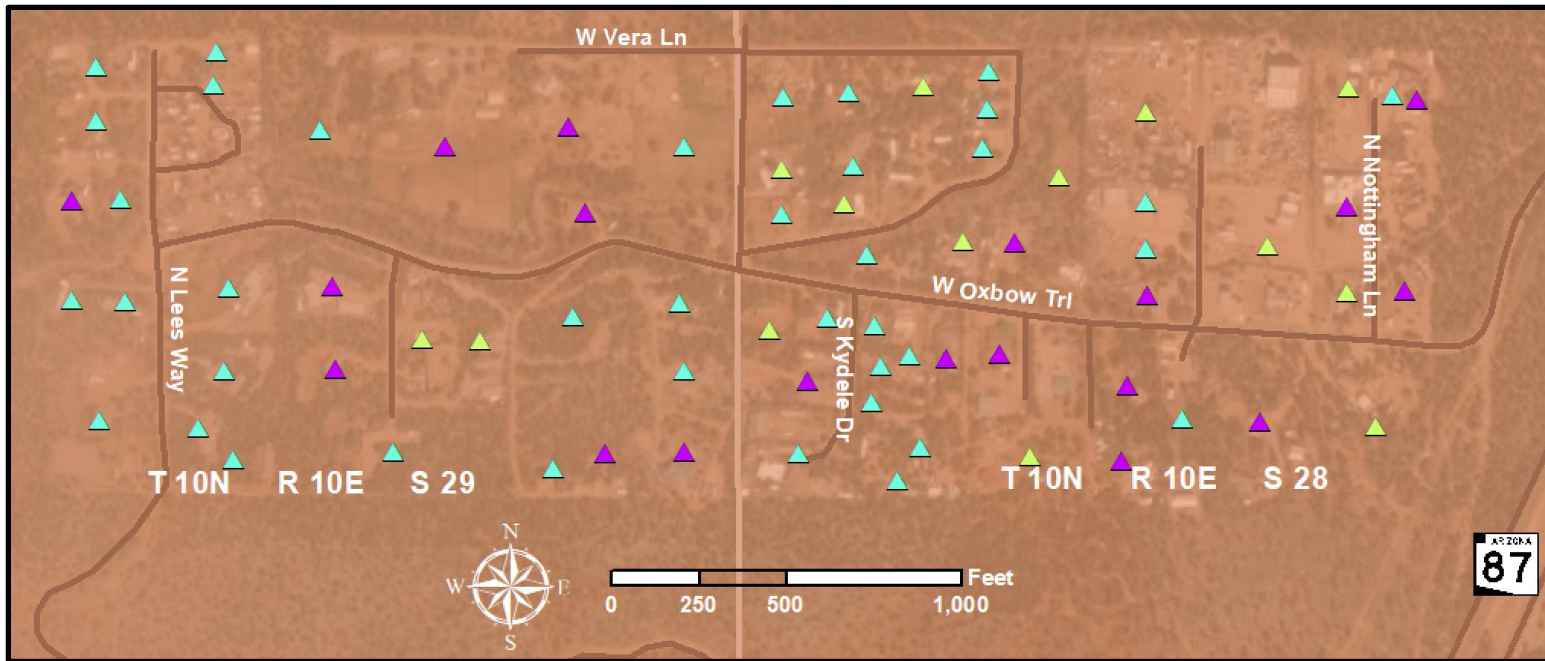 W Vera Ln
N Nottingham Ln
N Lees Way
W Oxbow Trl
S Kydele Dr
T 10N R 10E S 29
T 10N R 10E S 28
N
W E
S
Feet
0 250 500 1,000
ARIZONA
87